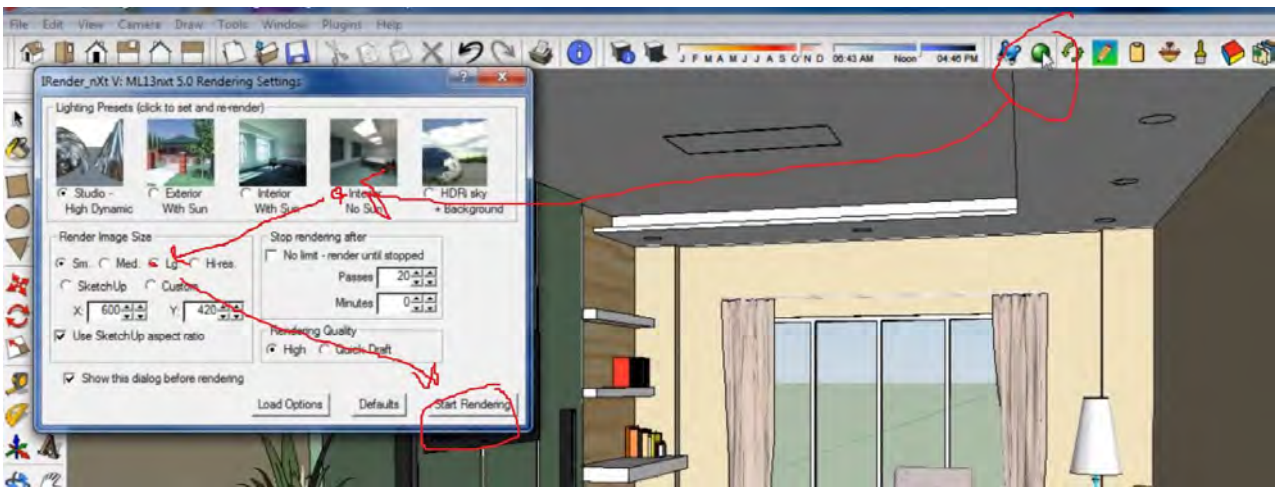 File Edit View Camera Draw Tools Window Plugins Help
J F M A M J J A S O N D 06:43 AM Noon 04:46 PM
IRender_nXt V: ML13nxt 5.0 Rendering Settings
Lighting Presets (click to set and re-render)
Studio - High Dynamic
Exterior With Sun
Interior With Sun
Interior No Sun
HDRi sky + Background
Render Image Size
Sm. Med. Lg. Hi-res.
SketchUp Custom
X: 600 Y: 420
Use SketchUp aspect ratio
Stop rendering after
No limit - render until stopped
Passes 20
Minutes 0
Rendering Quality
High Quick Draft
Show this dialog before rendering
Load Options Defaults Start Rendering